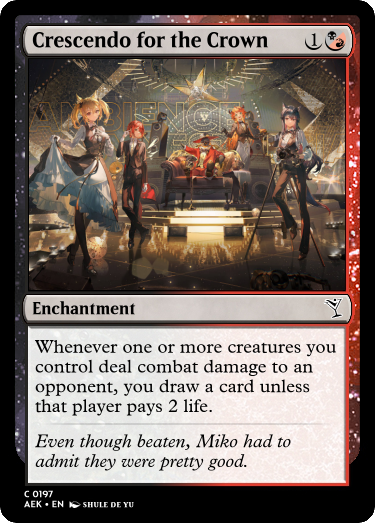 Crescendo for the Crown 1
AUDIENCE
Enchantment
Whenever one or more creatures you
control deal combat damage to an
opponent, you draw a card unless
that player pays 2 life.
Even though beaten, Miko had to
admit they were pretty good.
C 0197
AEK • EN SHULE DE YU